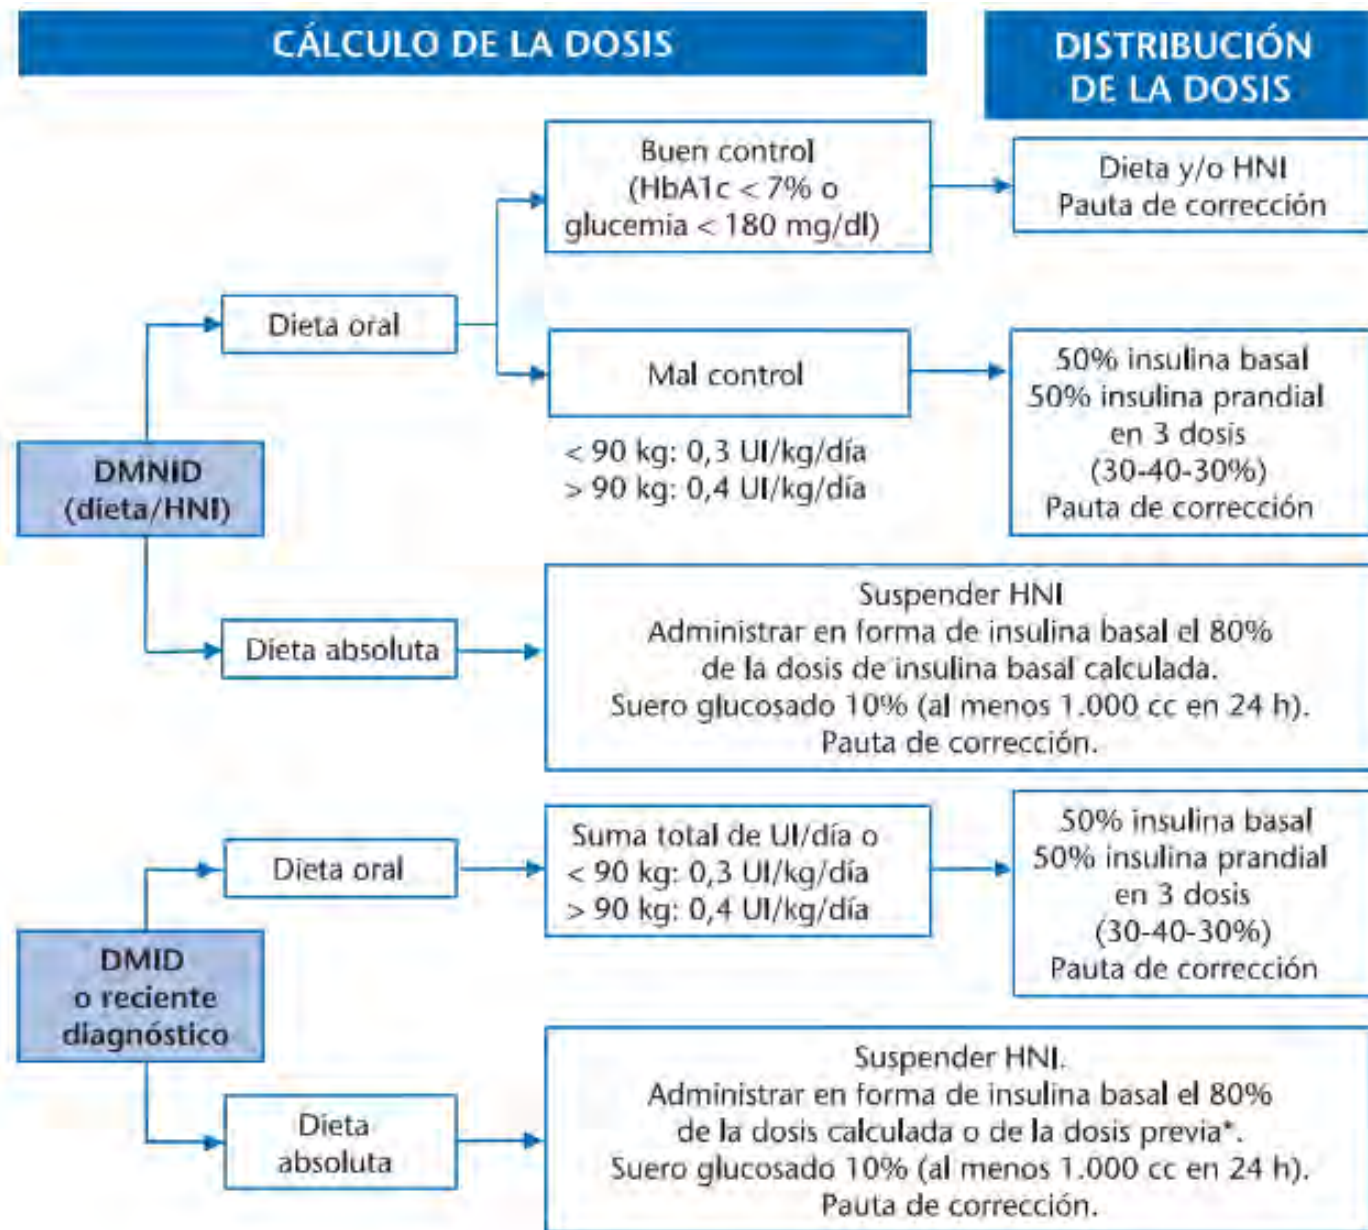 CÁLCULO DE LA DOSIS
DISTRIBUCIÓN
DE LA DOSIS
Buen control
(HbA1c < 7% o
glucemia < 180 mg/dl)
Dieta y/o HNI
Pauta de corrección
Dieta oral
Mal control
< 90 kg: 0,3 UI/kg/día
> 90 kg: 0,4 UI/kg/día
50% insulina basal
50% insulina prandial
en 3 dosis
(30-40-30%)
Pauta de corrección
DMNID
(dieta/HNI)
Dieta absoluta
Suspender HNI
Administrar en forma de insulina basal el 80%
de la dosis de insulina basal calculada.
Suero glucosado 10% (al menos 1.000 cc en 24 h).
Pauta de corrección.
Dieta oral
Suma total de UI/día o
< 90 kg: 0,3 UI/kg/día
> 90 kg: 0,4 UI/kg/día
50% insulina basal
50% insulina prandial
en 3 dosis
(30-40-30%)
Pauta de corrección
DMID
o reciente
diagnóstico
Dieta
absoluta
Suspender HNI.
Administrar en forma de insulina basal el 80%
de la dosis calculada o de la dosis previa*.
Suero glucosado 10% (al menos 1.000 cc en 24 h).
Pauta de corrección.